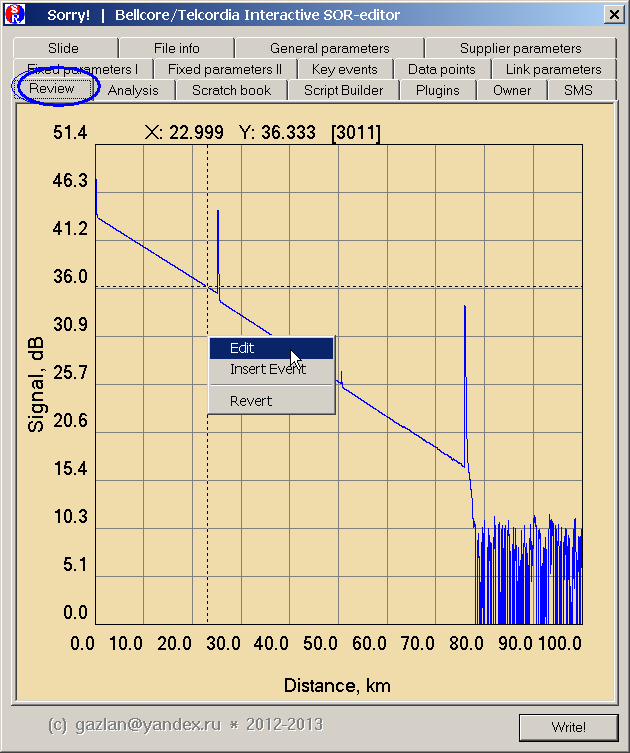 Sorry! | Bellcore/Telcordia Interactive SOR-editor
Slide File info General parameters Supplier parameters
Fixed parameters I Fixed parameters II Key events Data points Link parameters
Review Analysis Scratch book Script Builder Plugins Owner SMS
X: 22.999 Y: 36.333 [3011]
51.4
46.3
41.2
36.0
30.9
25.7
20.6
15.4
10.3
5.1
0.0
Signal, dB
Edit
Insert Event
Revert
0.0 10.0 20.0 30.0 40.0 50.0 60.0 70.0 80.0 90.0 100.0
Distance, km
(c) gazlan@yandex.ru * 2012-2013
Write!